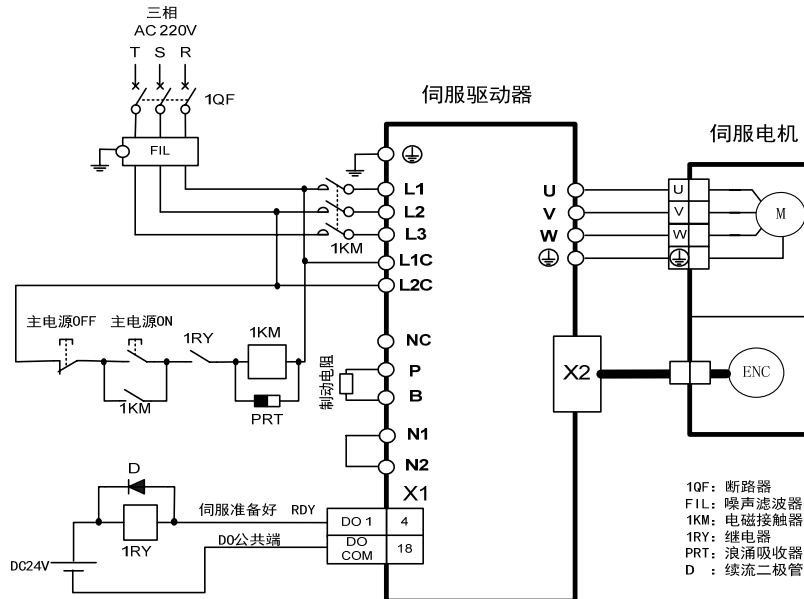 三相
AC 220V
T S R
1QF
FIL
伺服驱动器
伺服电机
L1
L2
L3
1KM
L1C
L2C
U
V
W
U
V
W
M
主电源OFF
主电源ON
1RY
1KM
1KM
PRT
NC
P
B
制动电阻
N1
N2
X2
ENC
X1
D
1RY
伺服准备好 RDY
DO 1
4
DO公共端
DO COM
18
DC24V
1QF：断路器
FIL：噪声滤波器
1KM：电磁接触器
1RY：继电器
PRT：浪涌吸收器
D ：续流二极管